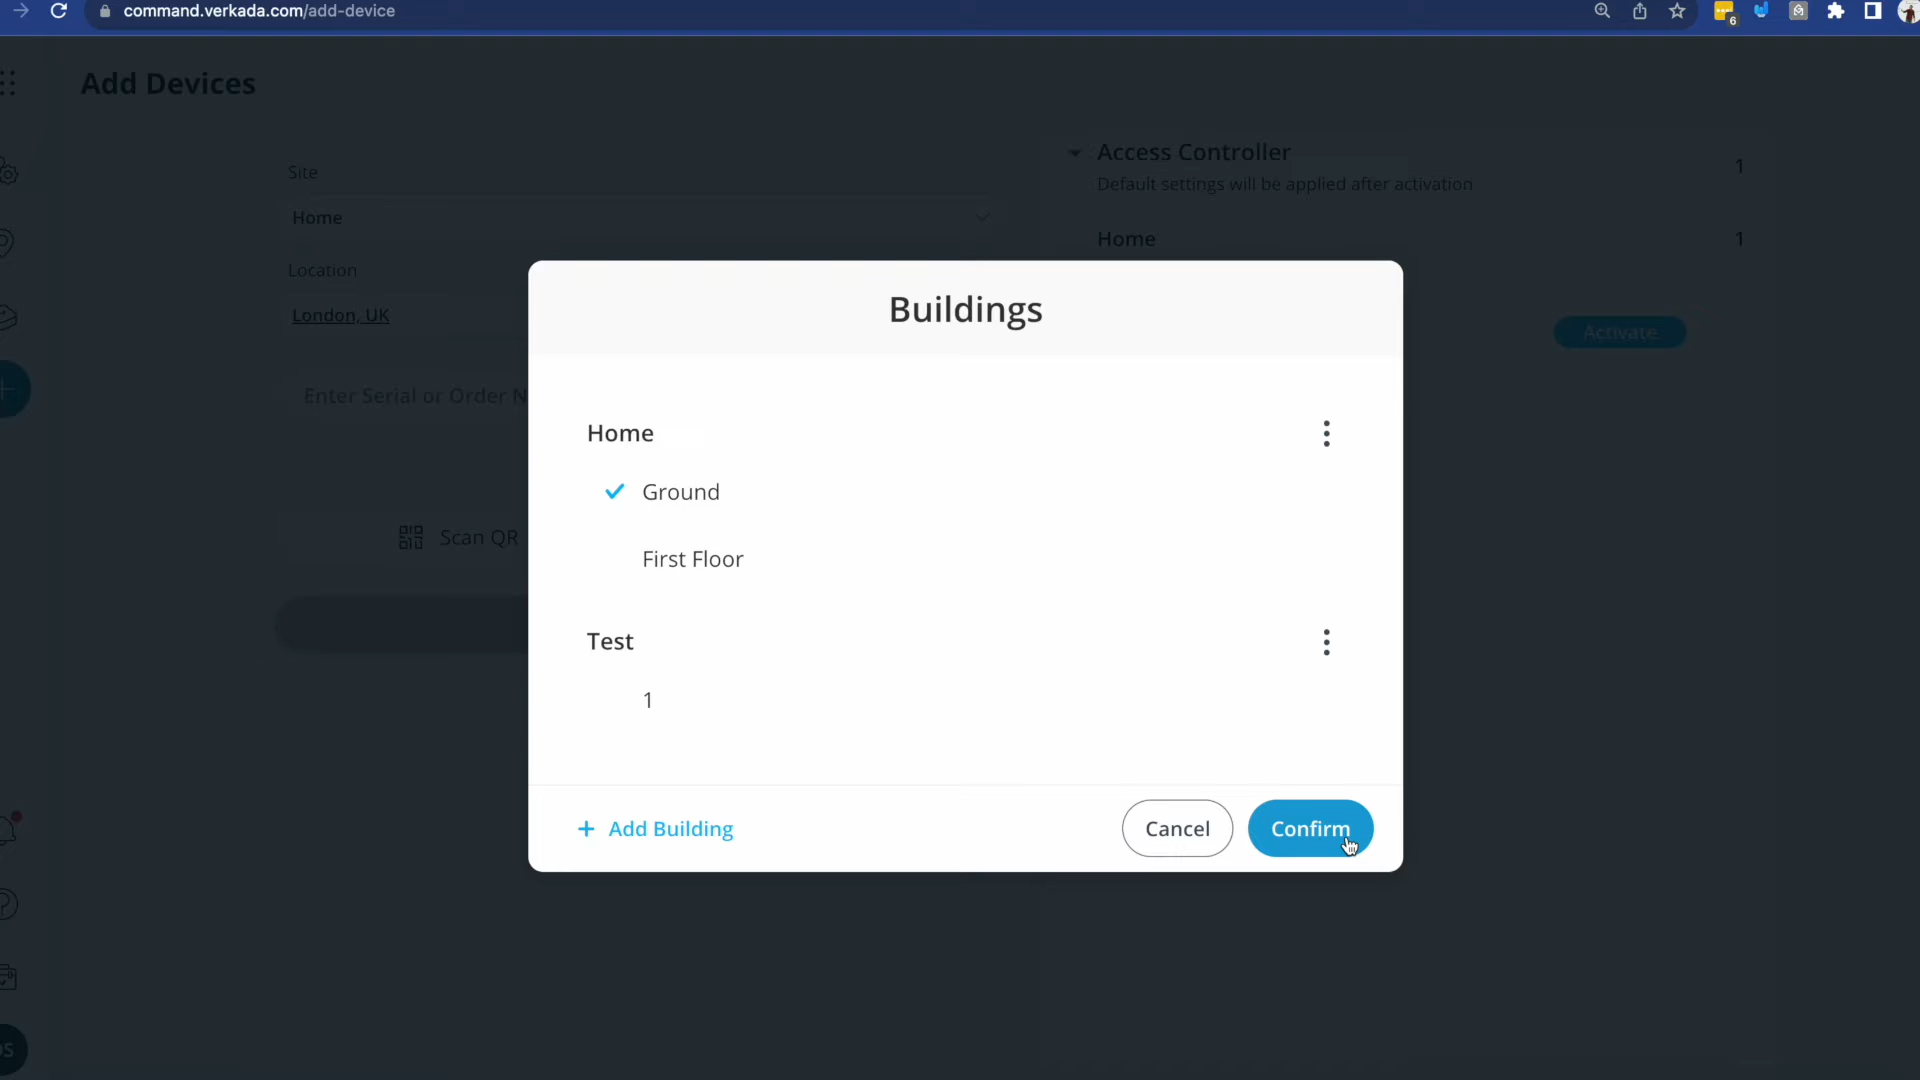 command.verkada.com/add-device
6
Add Devices
Site
Home
Location
London, UK
Enter Serial or Order N
Scan QR
Access Controller
1
Default settings will be applied after activation
Home
1
Activate
Buildings
Home
Ground
First Floor
Test
1
+ Add Building
Cancel
Confirm